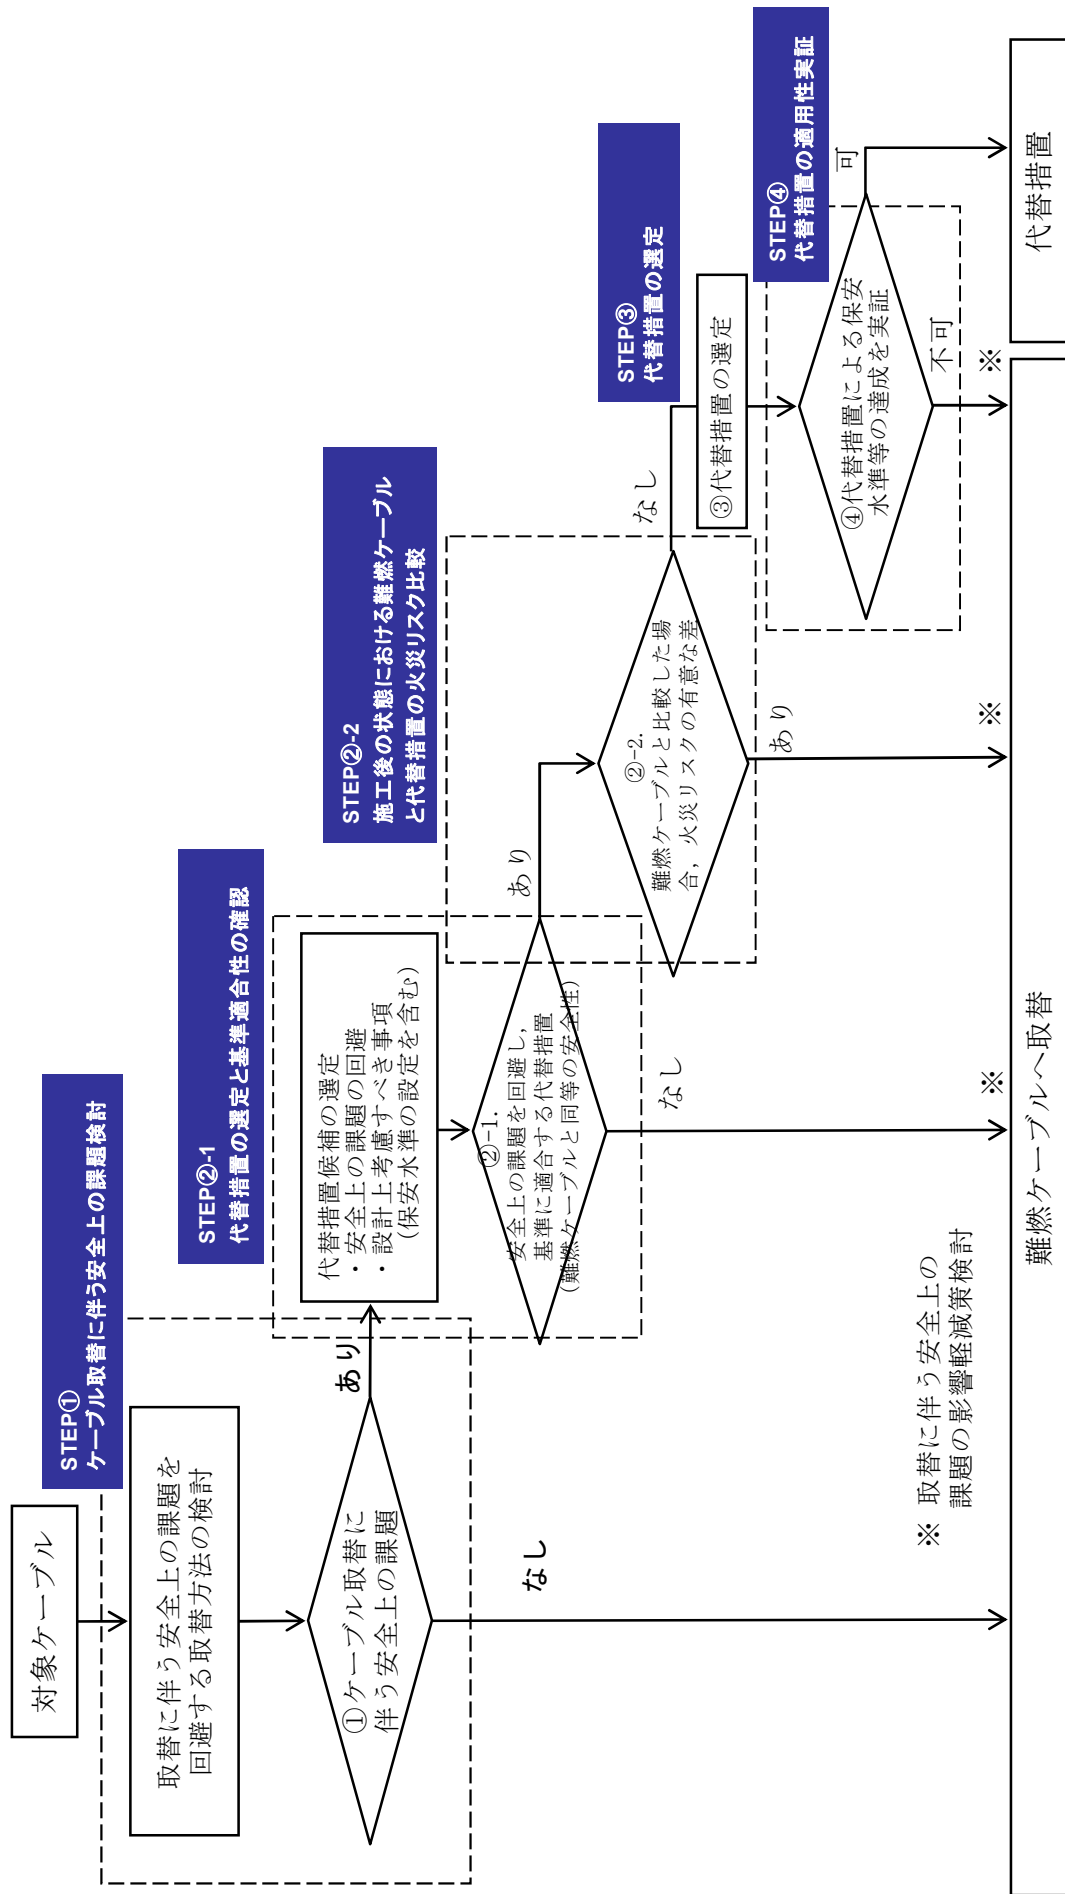 対象ケーブル
STEP①
ケーブル取替に伴う安全上の課題検討
取替に伴う安全上の課題を
回避する取替方法の検討
①ケーブル取替に
伴う安全上の課題
あり
なし
STEP②-1
代替措置の選定と基準適合性の確認
代替措置候補の選定
・安全上の課題の回避
・設計上考慮すべき事項
(保安水準の設定を含む)
②-1.
安全上の課題を回避し,
基準に適合する代替措置
(難燃ケーブルと同等の安全性)
あり
なし
※
STEP②-2
施工後の状態における難燃ケーブル
と代替措置の火災リスク比較
②-2.
難燃ケーブルと比較した場
合,火災リスクの有意な差
なし
あり
※
STEP③
代替措置の選定
③代替措置の選定
STEP④
代替措置の適用性実証
④代替措置による保安
水準等の達成を実証
可
不可
※
※ 取替に伴う安全上の
課題の影響軽減策検討
難燃ケーブルへ取替
代替措置